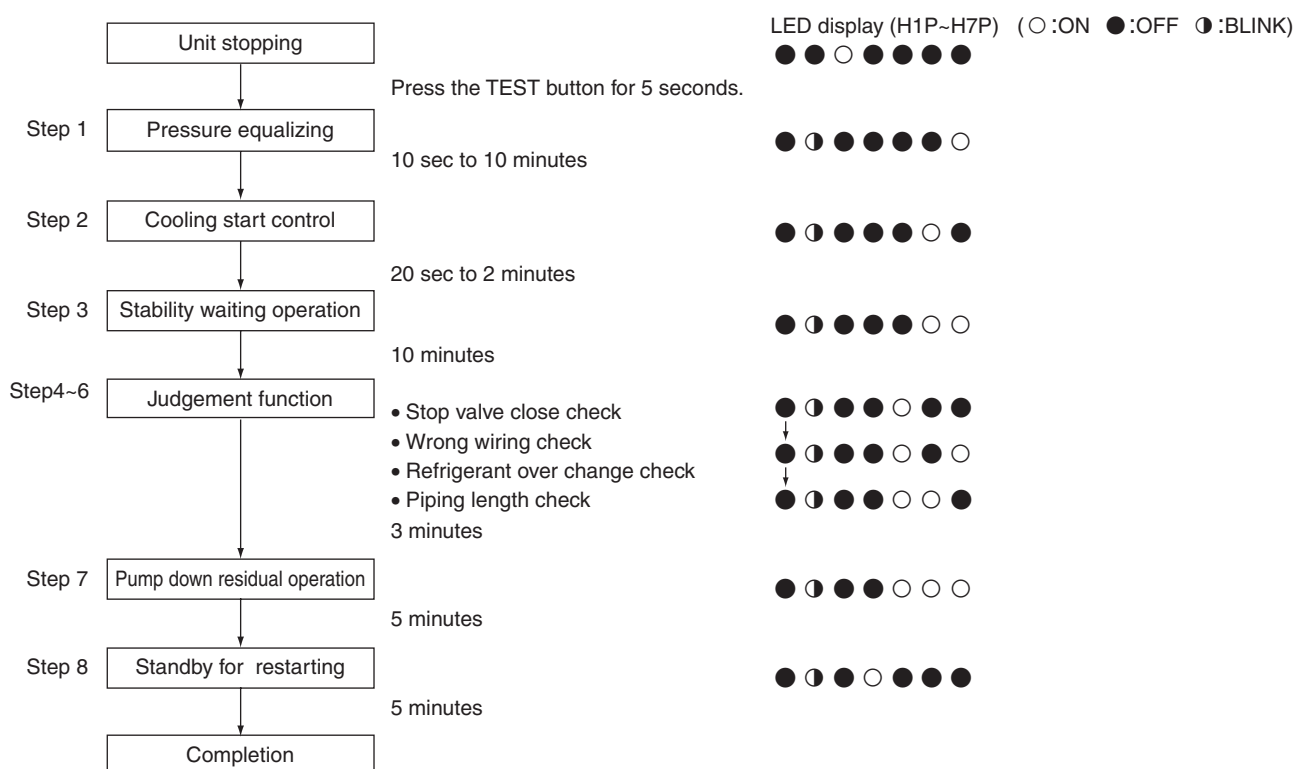 LED display (H1P~H7P) (○:ON ●:OFF ◑:BLINK)
Unit stopping
Press the TEST button for 5 seconds.
Step 1
Pressure equalizing
10 sec to 10 minutes
Step 2
Cooling start control
20 sec to 2 minutes
Step 3
Stability waiting operation
10 minutes
Step4~6
Judgement function
• Stop valve close check
• Wrong wiring check
• Refrigerant over change check
• Piping length check
3 minutes
Step 7
Pump down residual operation
5 minutes
Step 8
Standby for restarting
5 minutes
Completion